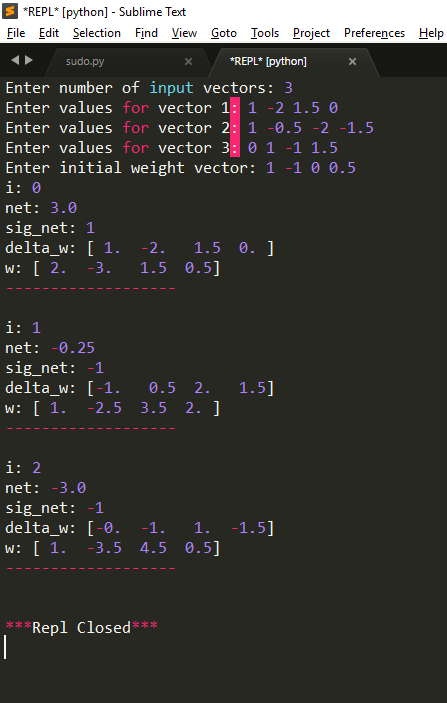 *REPL* [python] - Sublime Text
File Edit Selection Find View Goto Tools Project Preferences Help
sudo.py × *REPL* [python] ×
Enter number of input vectors: 3
Enter values for vector 1: 1 -2 1.5 0
Enter values for vector 2: 1 -0.5 -2 -1.5
Enter values for vector 3: 0 1 -1 1.5
Enter initial weight vector: 1 -1 0 0.5
i: 0
net: 3.0
sig_net: 1
delta_w: [ 1.  -2.   1.5  0. ]
w: [ 2.  -3.   1.5  0.5]
-------------------
i: 1
net: -0.25
sig_net: -1
delta_w: [-1.   0.5  2.   1.5]
w: [ 1.  -2.5  3.5  2. ]
-------------------
i: 2
net: -3.0
sig_net: -1
delta_w: [-0.  -1.   1.  -1.5]
w: [ 1.  -3.5  4.5  0.5]
-------------------
***Repl Closed***